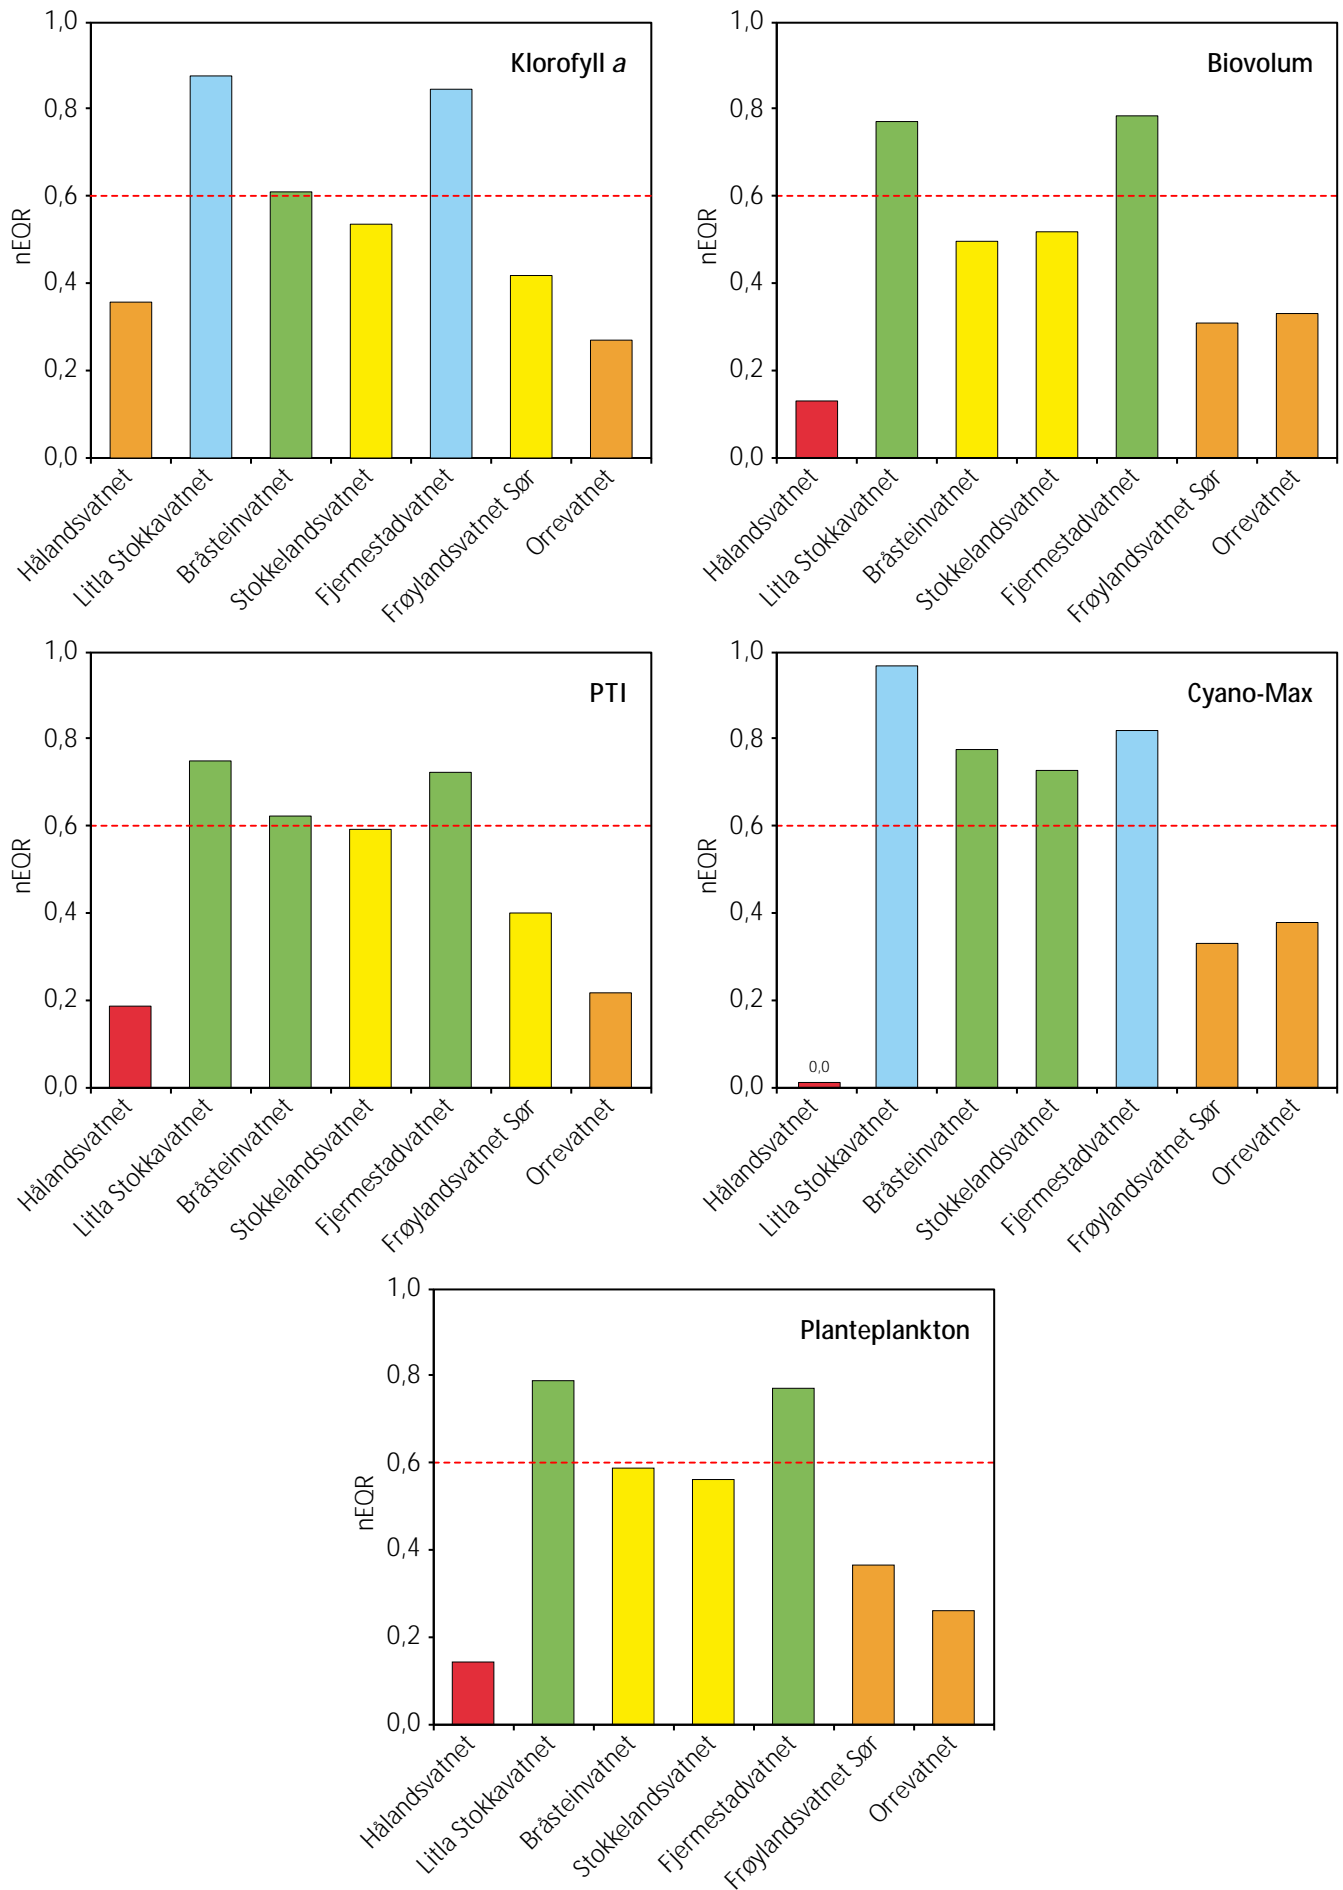 Klorofyll a
nEQR
1,0
0,8
0,6
0,4
0,2
0,0
Hålandsvatnet
Litla Stokkavatnet
Bråsteinvatnet
Stokkelandsvatnet
Fjermestadvatnet
Frøylandsvatnet Sør
Orrevatnet
Biovolum
nEQR
1,0
0,8
0,6
0,4
0,2
0,0
Hålandsvatnet
Litla Stokkavatnet
Bråsteinvatnet
Stokkelandsvatnet
Fjermestadvatnet
Frøylandsvatnet Sør
Orrevatnet
PTI
nEQR
1,0
0,8
0,6
0,4
0,2
0,0
Hålandsvatnet
Litla Stokkavatnet
Bråsteinvatnet
Stokkelandsvatnet
Fjermestadvatnet
Frøylandsvatnet Sør
Orrevatnet
Cyano-Max
nEQR
1,0
0,8
0,6
0,4
0,2
0,0
0,0
Hålandsvatnet
Litla Stokkavatnet
Bråsteinvatnet
Stokkelandsvatnet
Fjermestadvatnet
Frøylandsvatnet Sør
Orrevatnet
Planteplankton
nEQR
1,0
0,8
0,6
0,4
0,2
0,0
Hålandsvatnet
Litla Stokkavatnet
Bråsteinvatnet
Stokkelandsvatnet
Fjermestadvatnet
Frøylandsvatnet Sør
Orrevatnet